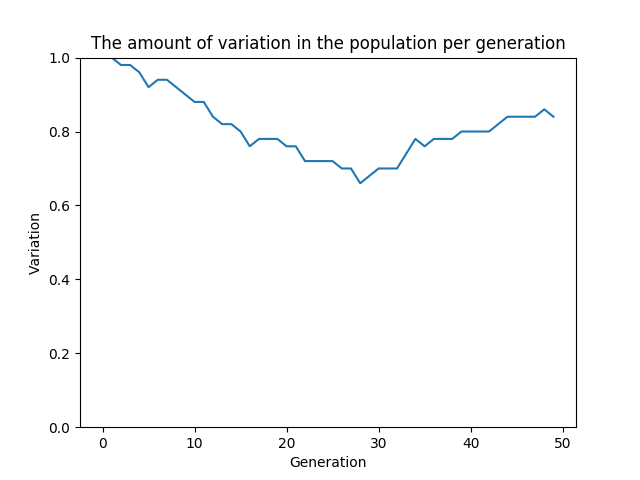 The amount of variation in the population per generation
1.0
0.8
0.6
0.4
0.2
0.0
Variation
0 10 20 30 40 50
Generation